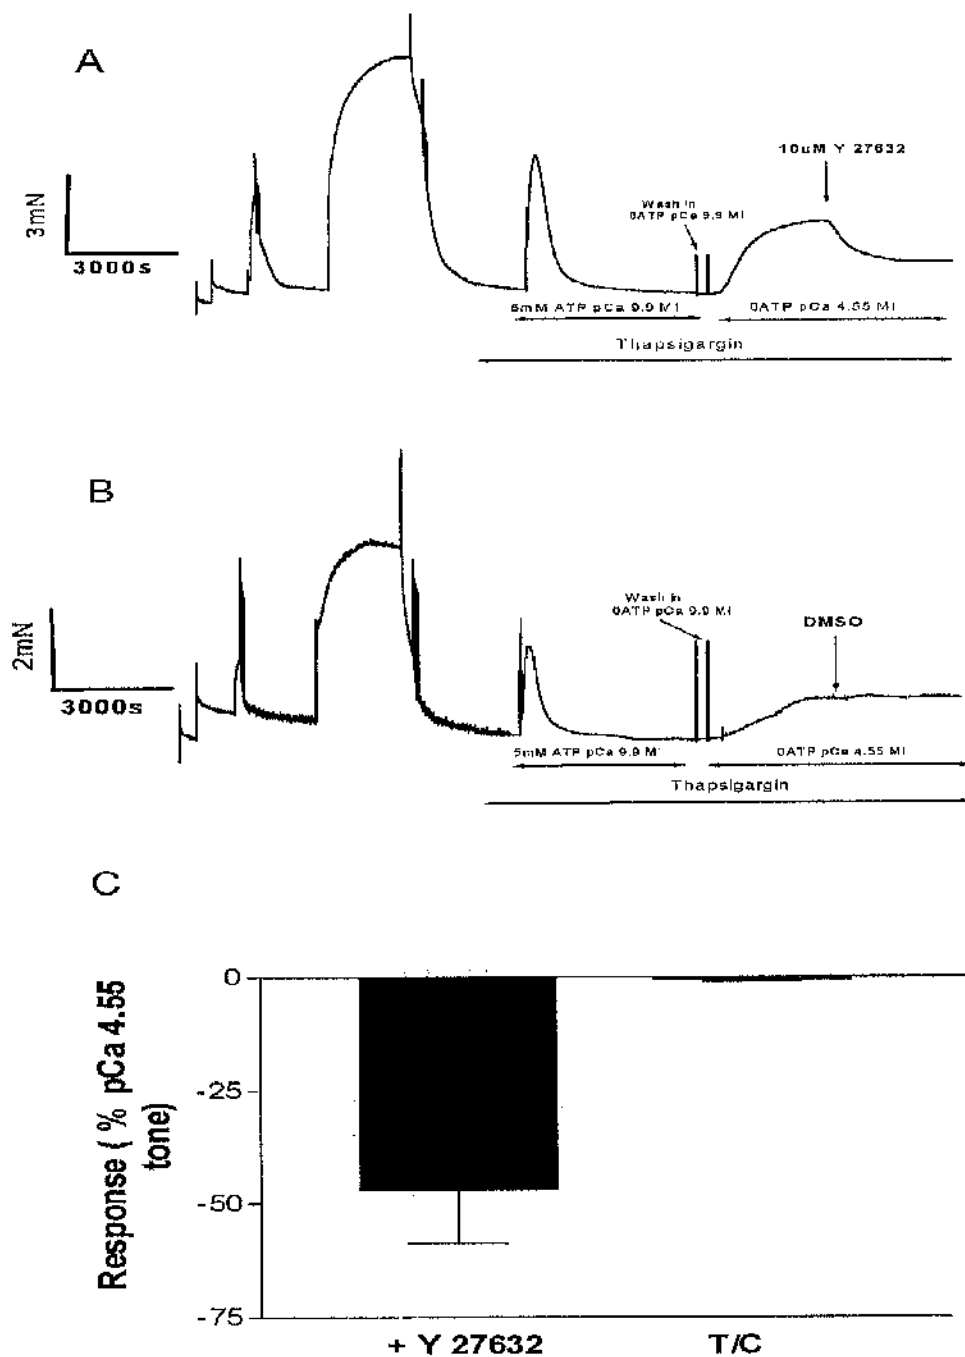 A
10uM Y 27632
Wash in
0ATP pCa 9.9 MI
3mN
3000s
5mM ATP pCa 9.9 MI
0ATP pCa 4.55 MI
Thapsigargin
B
Wash in
0ATP pCa 9.9 MI
DMSO
2mN
3000s
5mM ATP pCa 9.9 M
0ATP pCa 4.55 MI
Thapsigargin
C
Response ( % pCa 4.55
tone)
0
-25
-50
-75
+ Y 27632
T/C